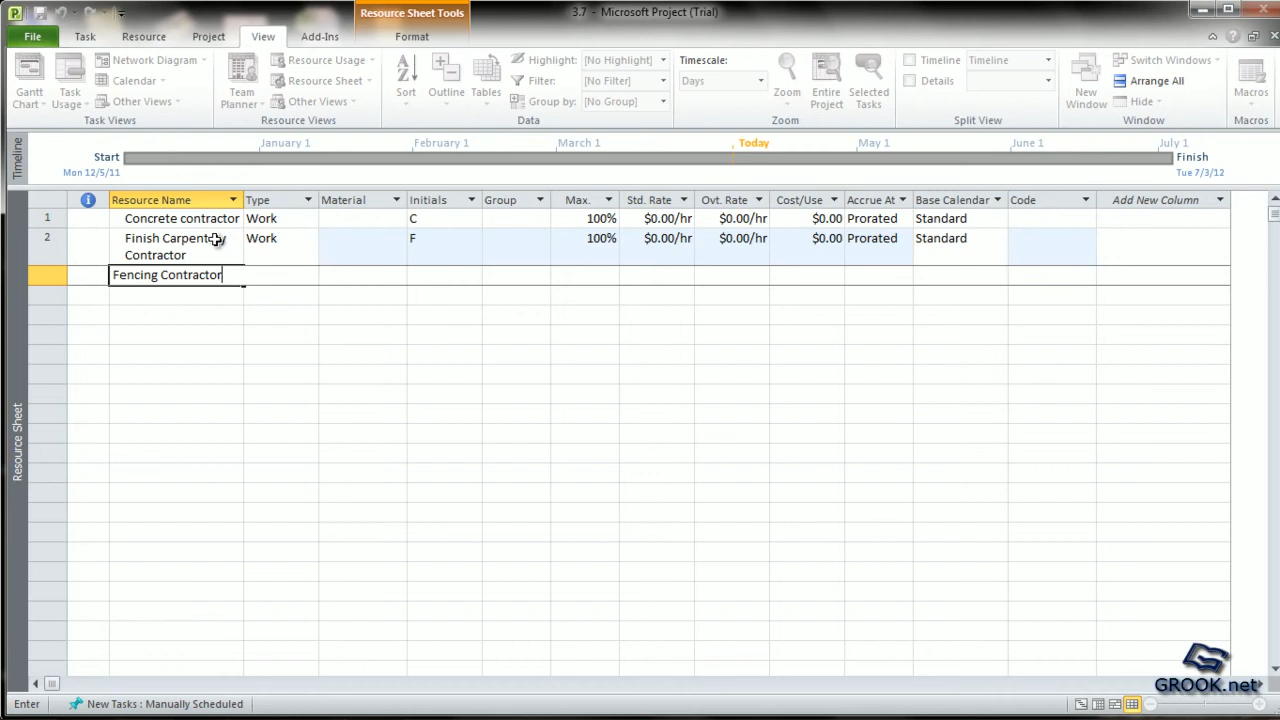 Resource Sheet Tools
3.7 - Microsoft Project (Trial)
File Task Resource Project View Add-Ins Format
Gantt Chart
Task Usage
Network Diagram
Calendar
Other Views
Task Views
Team Planner
Resource Usage
Resource Sheet
Other Views
Resource Views
Sort
Outline
Tables
Highlight: [No Highlight]
Filter: [No Filter]
Group by: [No Group]
Data
Timescale:
Days
Zoom
Entire Project
Selected Tasks
Zoom
Timeline Timeline
Details
Split View
New Window
Switch Windows
Arrange All
Hide
Window
Macros
Macros
Timeline
January 1 February 1 March 1 Today May 1 June 1 July 1
Start
Mon 12/5/11
Finish
Tue 7/3/12
Resource Name Type Material Initials Group Max. Std. Rate Ovt. Rate Cost/Use Accrue At Base Calendar Code Add New Column
1 Concrete contractor Work C 100% $0.00/hr $0.00/hr $0.00 Prorated Standard
2 Finish Carpentry Work F 100% $0.00/hr $0.00/hr $0.00 Prorated Standard
Contractor
Fencing Contractor
Resource Sheet
GROOK.net
Enter New Tasks : Manually Scheduled